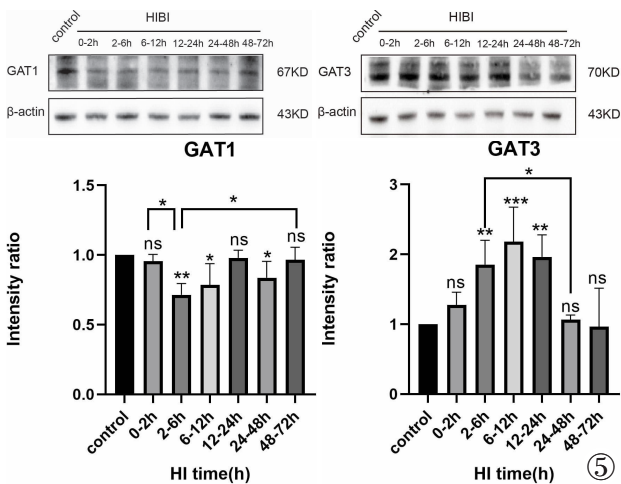 control
HIBI
0-2h 2-6h 6-12h 12-24h 24-48h 48-72h
GAT1 67KD
β-actin 43KD
GAT1
1.5
1.0
0.5
0.0
Intensity ratio
ns
**
*
ns
*
ns
*
*
control 0-2h 2-6h 6-12h 12-24h 24-48h 48-72h
HI time(h)
control
HIBI
0-2h 2-6h 6-12h 12-24h 24-48h 48-72h
GAT3 70KD
β-actin 43KD
GAT3
3
2
1
0
Intensity ratio
ns
**
***
**
ns
ns
*
control 0-2h 2-6h 6-12h 12-24h 24-48h 48-72h
HI time(h)
⑤